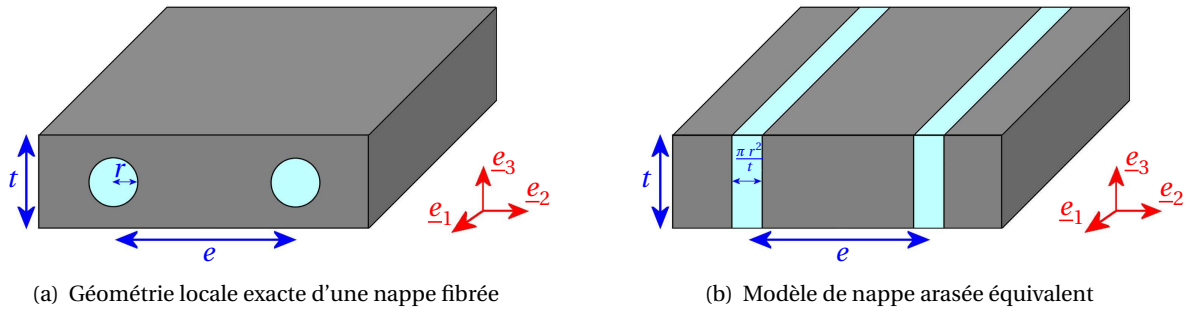 t
r
e
e₃
e₂
e₁
(a) Géométrie locale exacte d'une nappe fibrée
t
π r²
t
e
e₃
e₂
e₁
(b) Modèle de nappe arasée équivalent